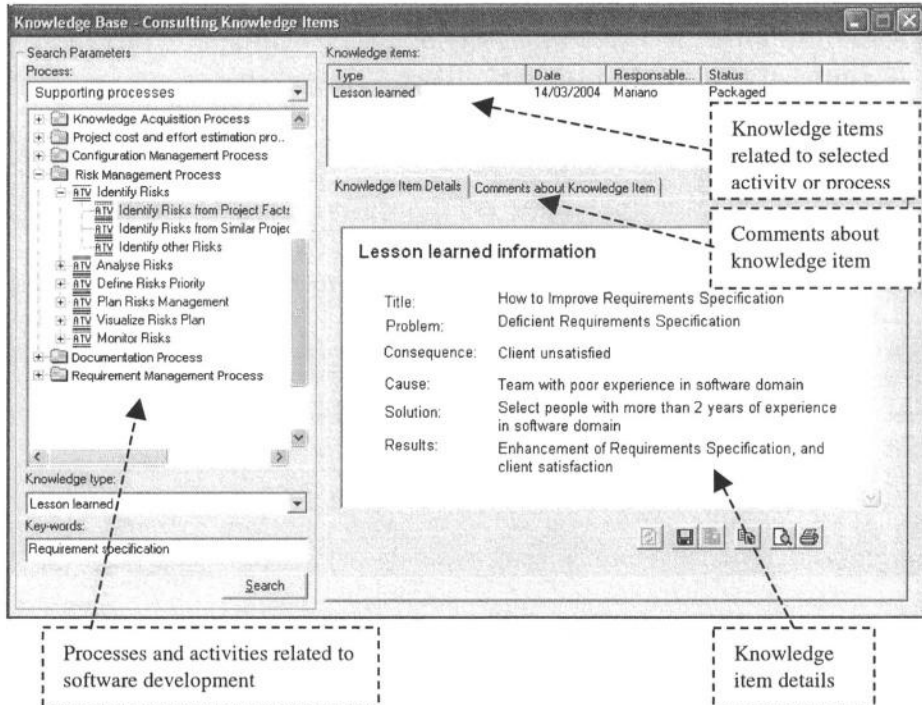 Knowledge Base - Consulting Knowledge Items
Search Parameters
Process:
Supporting processes
Knowledge Acquisition Process
Project cost and effort estimation pro..
Configuration Management Process
Risk Management Process
ATV Identify Risks
ATV Identify Risks from Project Facts
ATV Identify Risks from Similar Projec
ATV Identify other Risks
ATV Analyse Risks
ATV Define Risks Priority
ATV Plan Risks Management
ATV Visualize Risks Plan
ATV Monitor Risks
Documentation Process
Requirement Management Process
Knowledge type:
Lesson learned
Key-words:
Requirement specification
Search
Knowledge items:
Type Date Responsable... Status
Lesson learned 14/03/2004 Mariano Packaged
Knowledge items
related to selected
activity or process
Knowledge Item Details Comments about Knowledge Item
Comments about
knowledge item
Lesson learned information
Title: How to Improve Requirements Specification
Problem: Deficient Requirements Specification
Consequence: Client unsatisfied
Cause: Team with poor experience in software domain
Solution: Select people with more than 2 years of experience
in software domain
Results: Enhancement of Requirements Specification, and
client satisfaction
Processes and activities related to
software development
Knowledge
item details